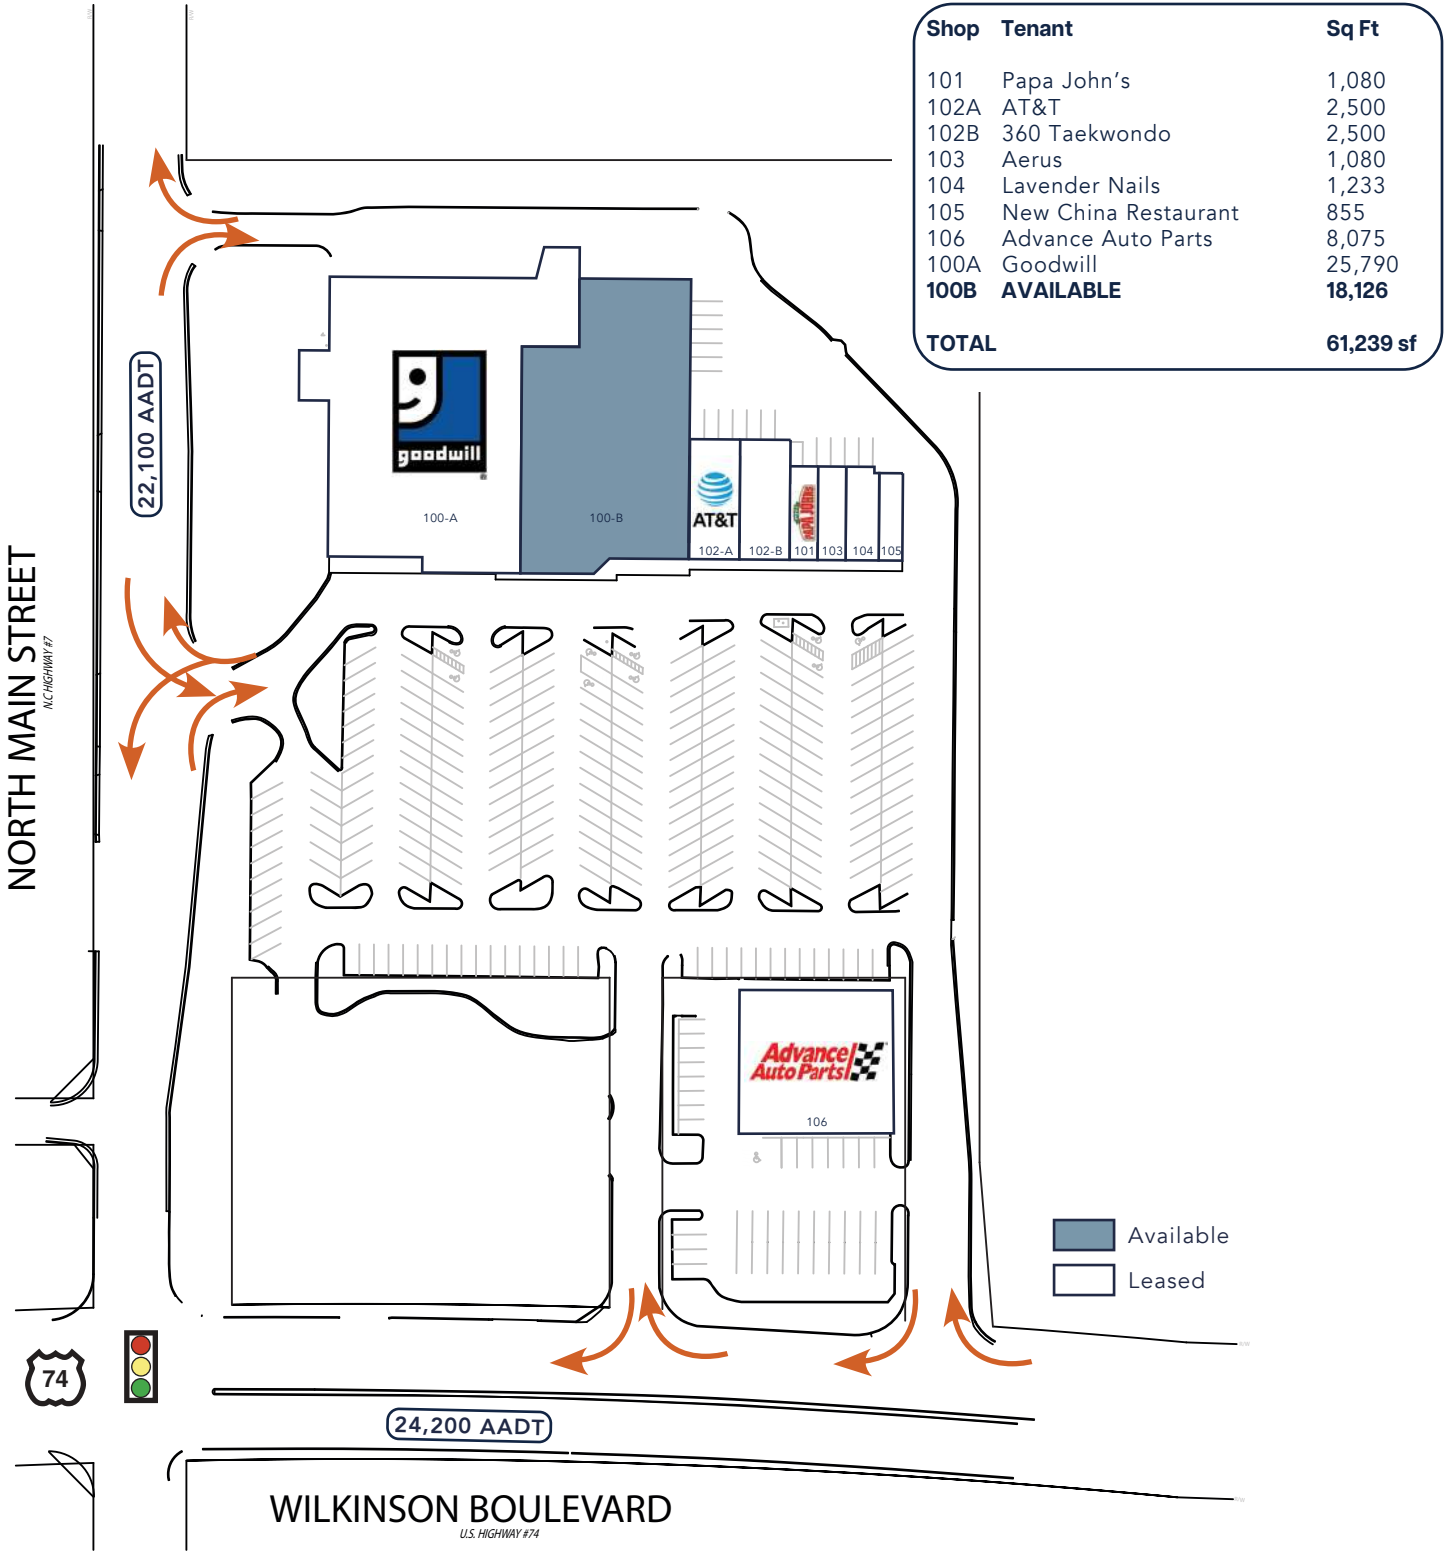 Shop Tenant Sq Ft
101 Papa John's 1,080
102A AT&T 2,500
102B 360 Taekwondo 2,500
103 Aerus 1,080
104 Lavender Nails 1,233
105 New China Restaurant 855
106 Advance Auto Parts 8,075
100A Goodwill 25,790
100B AVAILABLE 18,126
TOTAL 61,239 sf
22,100 AADT
goodwill
100-A
100-B
AT&T
PAPA JOHNS
102-A
102-B
101
103
104
105
NORTH MAIN STREET
N.C HIGHWAY #7
Advance
Auto Parts
106
Available
Leased
74
24,200 AADT
WILKINSON BOULEVARD
U.S. HIGHWAY #74